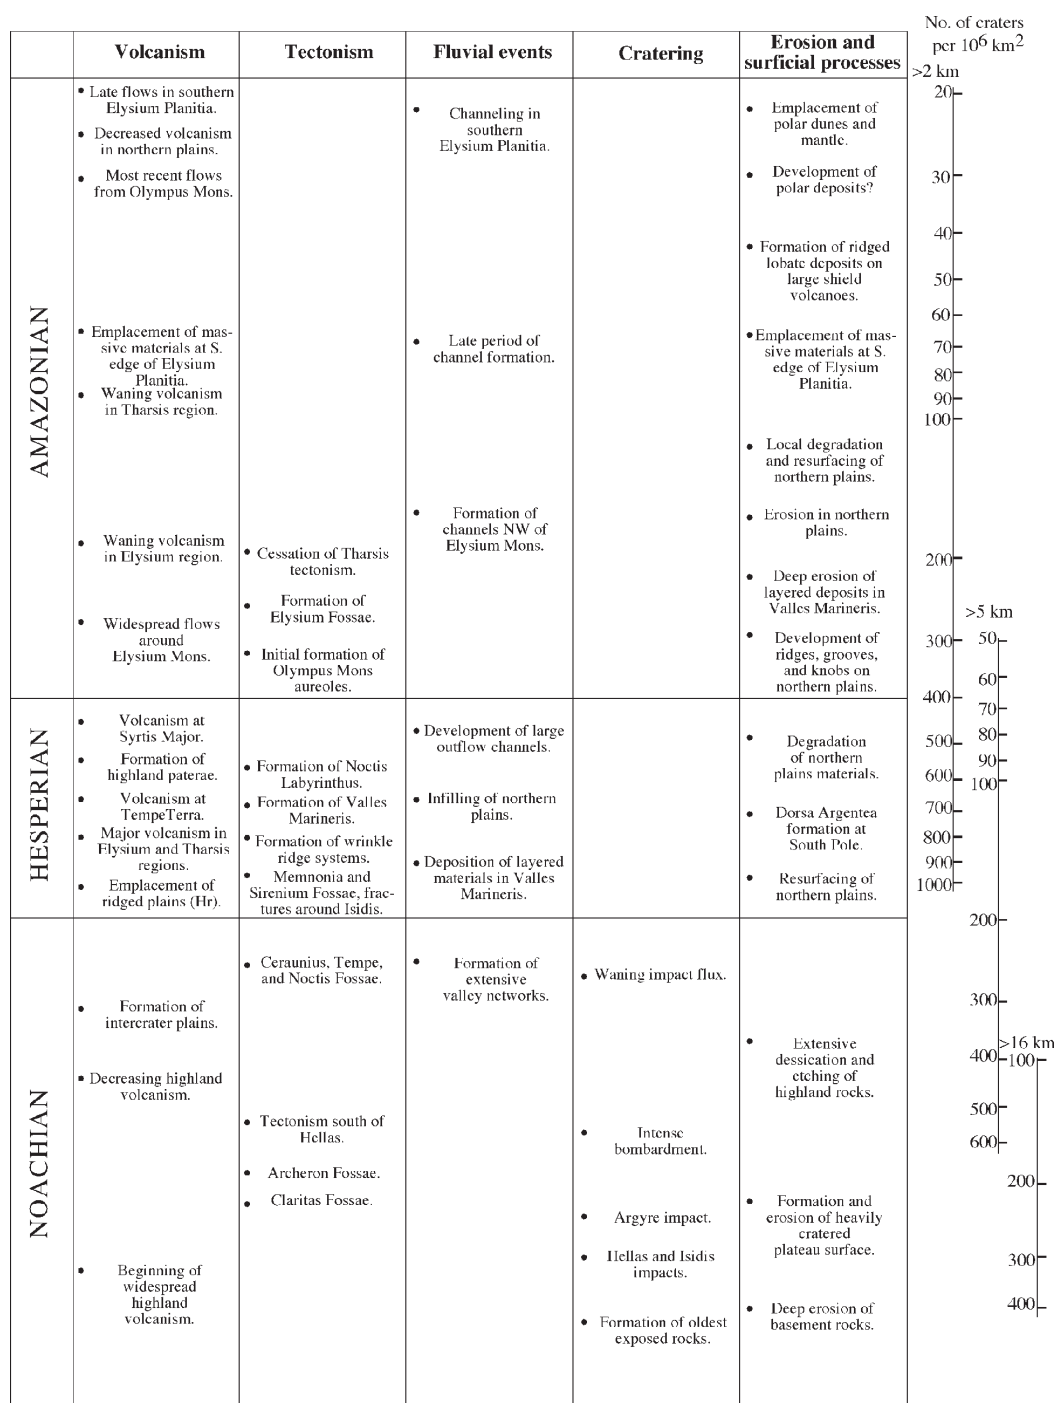 No. of craters
per 10⁶ km²
Volcanism
Tectonism
Fluvial events
Cratering
Erosion and
surficial processes
>2 km
AMAZONIAN
• Late flows in southern
Elysium Planitia.
• Decreased volcanism
in northern plains.
• Most recent flows
from Olympus Mons.
• Emplacement of mas-
sive materials at S.
edge of Elysium
Planitia.
• Waning volcanism
in Tharsis region.
• Waning volcanism
in Elysium region.
• Widespread flows
around
Elysium Mons.
• Cessation of Tharsis
tectonism.
• Formation of
Elysium Fossae.
• Initial formation of
Olympus Mons
aureoles.
• Channeling in
southern
Elysium Planitia.
• Late period of
channel formation.
• Formation of
channels NW of
Elysium Mons.
• Emplacement of
polar dunes and
mantle.
• Development of
polar deposits?
• Formation of ridged
lobate deposits on
large shield
volcanoes.
• Emplacement of mas-
sive materials at S.
edge of Elysium
Planitia.
• Local degradation
and resurfacing of
northern plains.
• Erosion in northern
plains.
• Deep erosion of
layered deposits in
Valles Marineris.
• Development of
ridges, grooves,
and knobs on
northern plains.
HESPERIAN
• Volcanism at
Syrtis Major.
• Formation of
highland paterae.
• Volcanism at
TempeTerra.
• Major volcanism in
Elysium and Tharsis
regions.
• Emplacement of
ridged plains (Hr).
• Formation of Noctis
Labyrinthus.
• Formation of Valles
Marineris.
• Formation of wrinkle
ridge systems.
• Memnonia and
Sirenium Fossae, frac-
tures around Isidis.
• Development of large
outflow channels.
• Infilling of northern
plains.
• Deposition of layered
materials in Valles
Marineris.
• Degradation
of northern
plains materials.
• Dorsa Argentea
formation at
South Pole.
• Resurfacing of
northern plains.
NOACHIAN
• Formation of
intercrater plains.
• Decreasing highland
volcanism.
• Beginning of
widespread
highland
volcanism.
• Ceraunius, Tempe,
and Noctis Fossae.
• Tectonism south of
Hellas.
• Archeron Fossae.
• Claritas Fossae.
• Formation of
extensive
valley networks.
• Waning impact flux.
• Intense
bombardment.
• Argyre impact.
• Hellas and Isidis
impacts.
• Formation of oldest
exposed rocks.
• Extensive
dessication and
etching of
highland rocks.
• Formation and
erosion of heavily
cratered
plateau surface.
• Deep erosion of
basement rocks.
20
30
40
50
60
70
80
90
100
200
300
400
500
600
700
800
900
1000
>5 km
50
60
70
80
90
100
200
300
400
500
600
>16 km
100
200
300
400